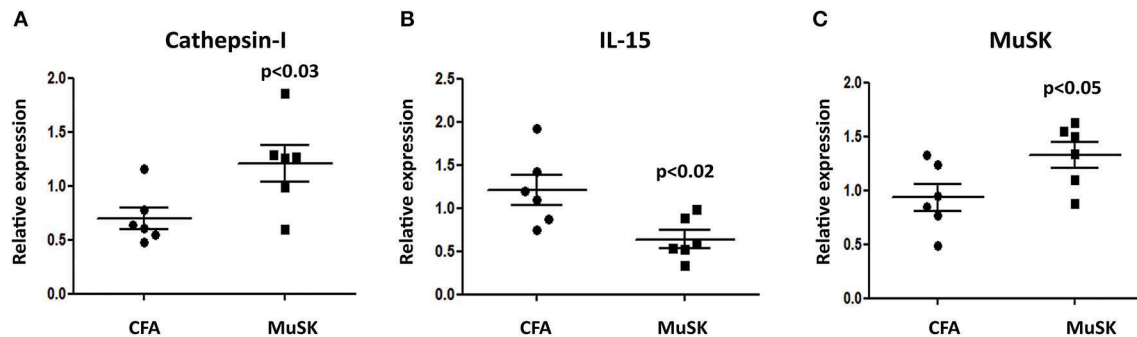 A
Cathepsin-I
p<0.03
Relative expression
2.0
1.5
1.0
0.5
0.0
CFA
MuSK
B
IL-15
p<0.02
Relative expression
2.5
2.0
1.5
1.0
0.5
0.0
CFA
MuSK
C
MuSK
p<0.05
Relative expression
2.0
1.5
1.0
0.5
0.0
CFA
MuSK